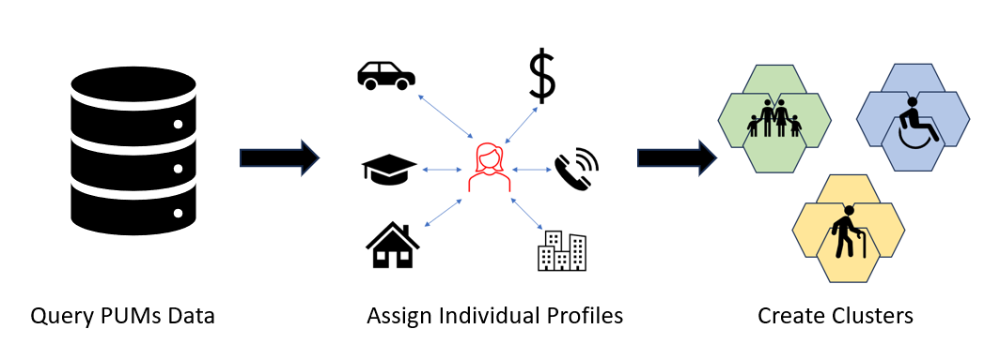 Query PUMs Data
Assign Individual Profiles
Create Clusters